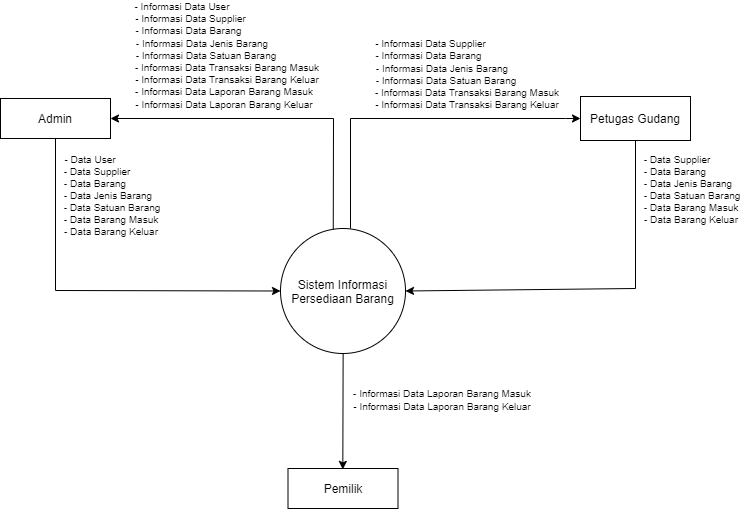 - Informasi Data User
- Informasi Data Supplier
- Informasi Data Barang
- Informasi Data Jenis Barang
- Informasi Data Satuan Barang
- Informasi Data Transaksi Barang Masuk
- Informasi Data Transaksi Barang Keluar
- Informasi Data Laporan Barang Masuk
- Informasi Data Laporan Barang Keluar
- Informasi Data Supplier
- Informasi Data Barang
- Informasi Data Jenis Barang
- Informasi Data Satuan Barang
- Informasi Data Transaksi Barang Masuk
- Informasi Data Transaksi Barang Keluar
Admin
Petugas Gudang
- Data User
- Data Supplier
- Data Barang
- Data Jenis Barang
- Data Satuan Barang
- Data Barang Masuk
- Data Barang Keluar
- Data Supplier
- Data Barang
- Data Jenis Barang
- Data Satuan Barang
- Data Barang Masuk
- Data Barang Keluar
Sistem Informasi
Persediaan Barang
- Informasi Data Laporan Barang Masuk
- Informasi Data Laporan Barang Keluar
Pemilik